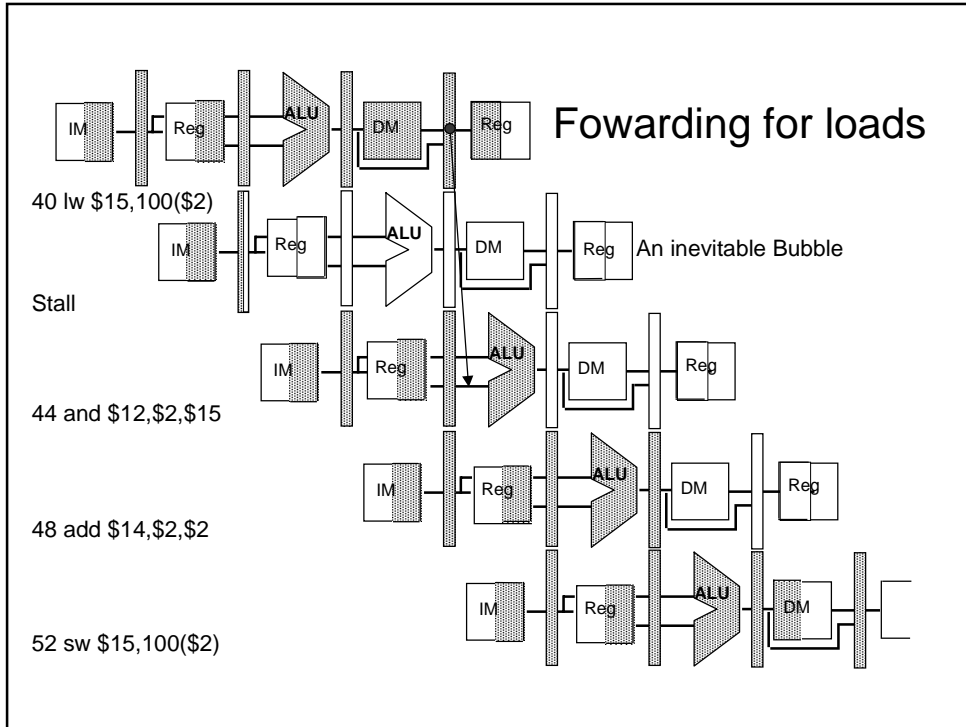 Fowarding for loads
IM Reg ALU DM Reg
40 lw $15,100($2)
IM Reg ALU DM Reg An inevitable Bubble
Stall
IM Reg ALU DM Reg
44 and $12,$2,$15
IM Reg ALU DM Reg
48 add $14,$2,$2
IM Reg ALU DM
52 sw $15,100($2)